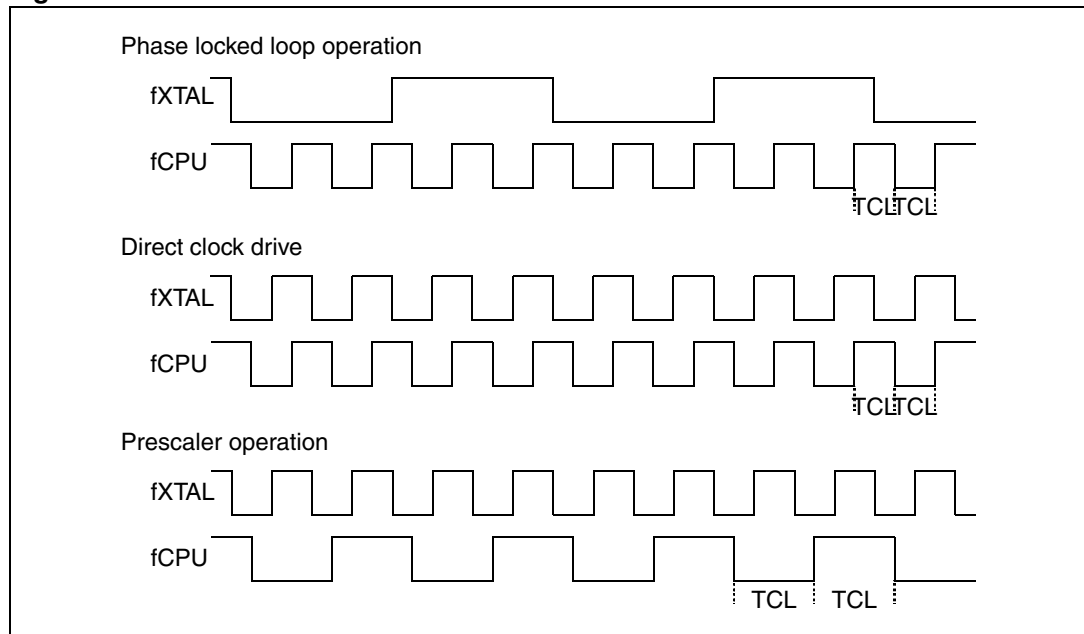 Phase locked loop operation
fXTAL
fCPU
TCL TCL
Direct clock drive
fXTAL
fCPU
TCL TCL
Prescaler operation
fXTAL
fCPU
TCL TCL